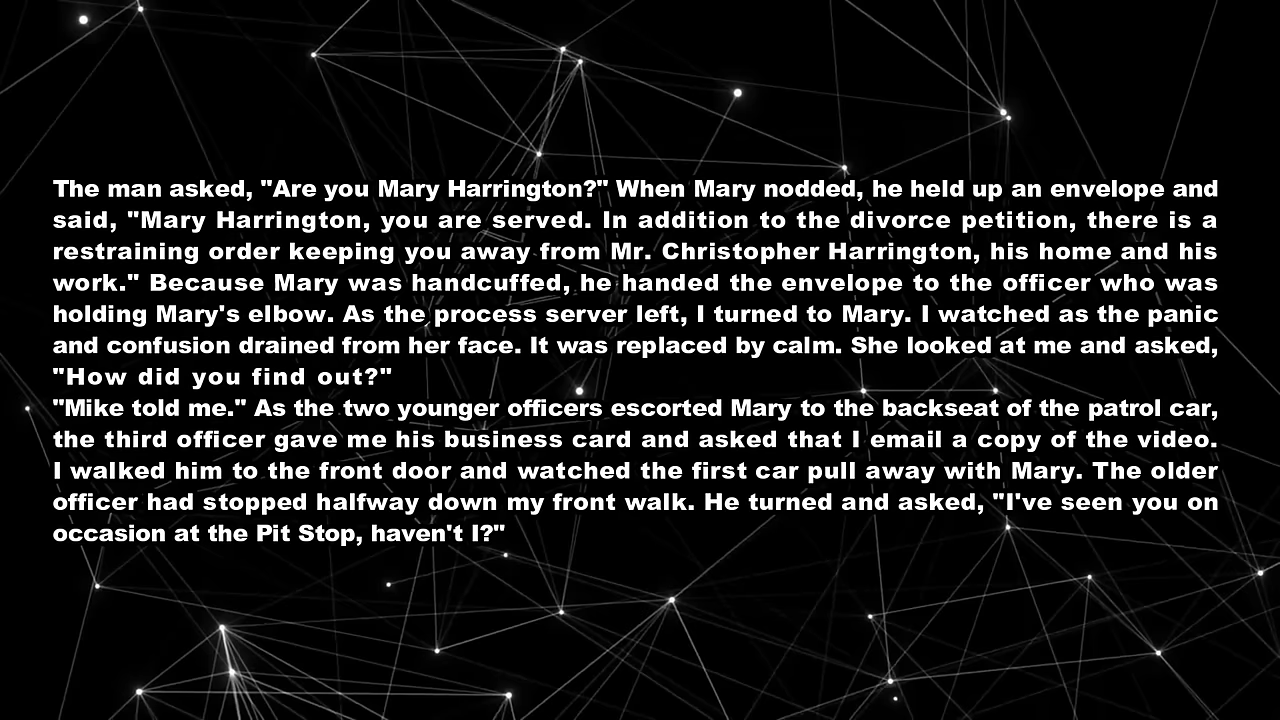 The man asked, "Are you Mary Harrington?" When Mary nodded, he held up an envelope and
said, "Mary Harrington, you are served. In addition to the divorce petition, there is a
restraining order keeping you away from Mr. Christopher Harrington, his home and his
work." Because Mary was handcuffed, he handed the envelope to the officer who was
holding Mary's elbow. As the process server left, I turned to Mary. I watched as the panic
and confusion drained from her face. It was replaced by calm. She looked at me and asked,
"How did you find out?"
"Mike told me." As the two younger officers escorted Mary to the backseat of the patrol car,
the third officer gave me his business card and asked that I email a copy of the video.
I walked him to the front door and watched the first car pull away with Mary. The older
officer had stopped halfway down my front walk. He turned and asked, "I've seen you on
occasion at the Pit Stop, haven't I?"